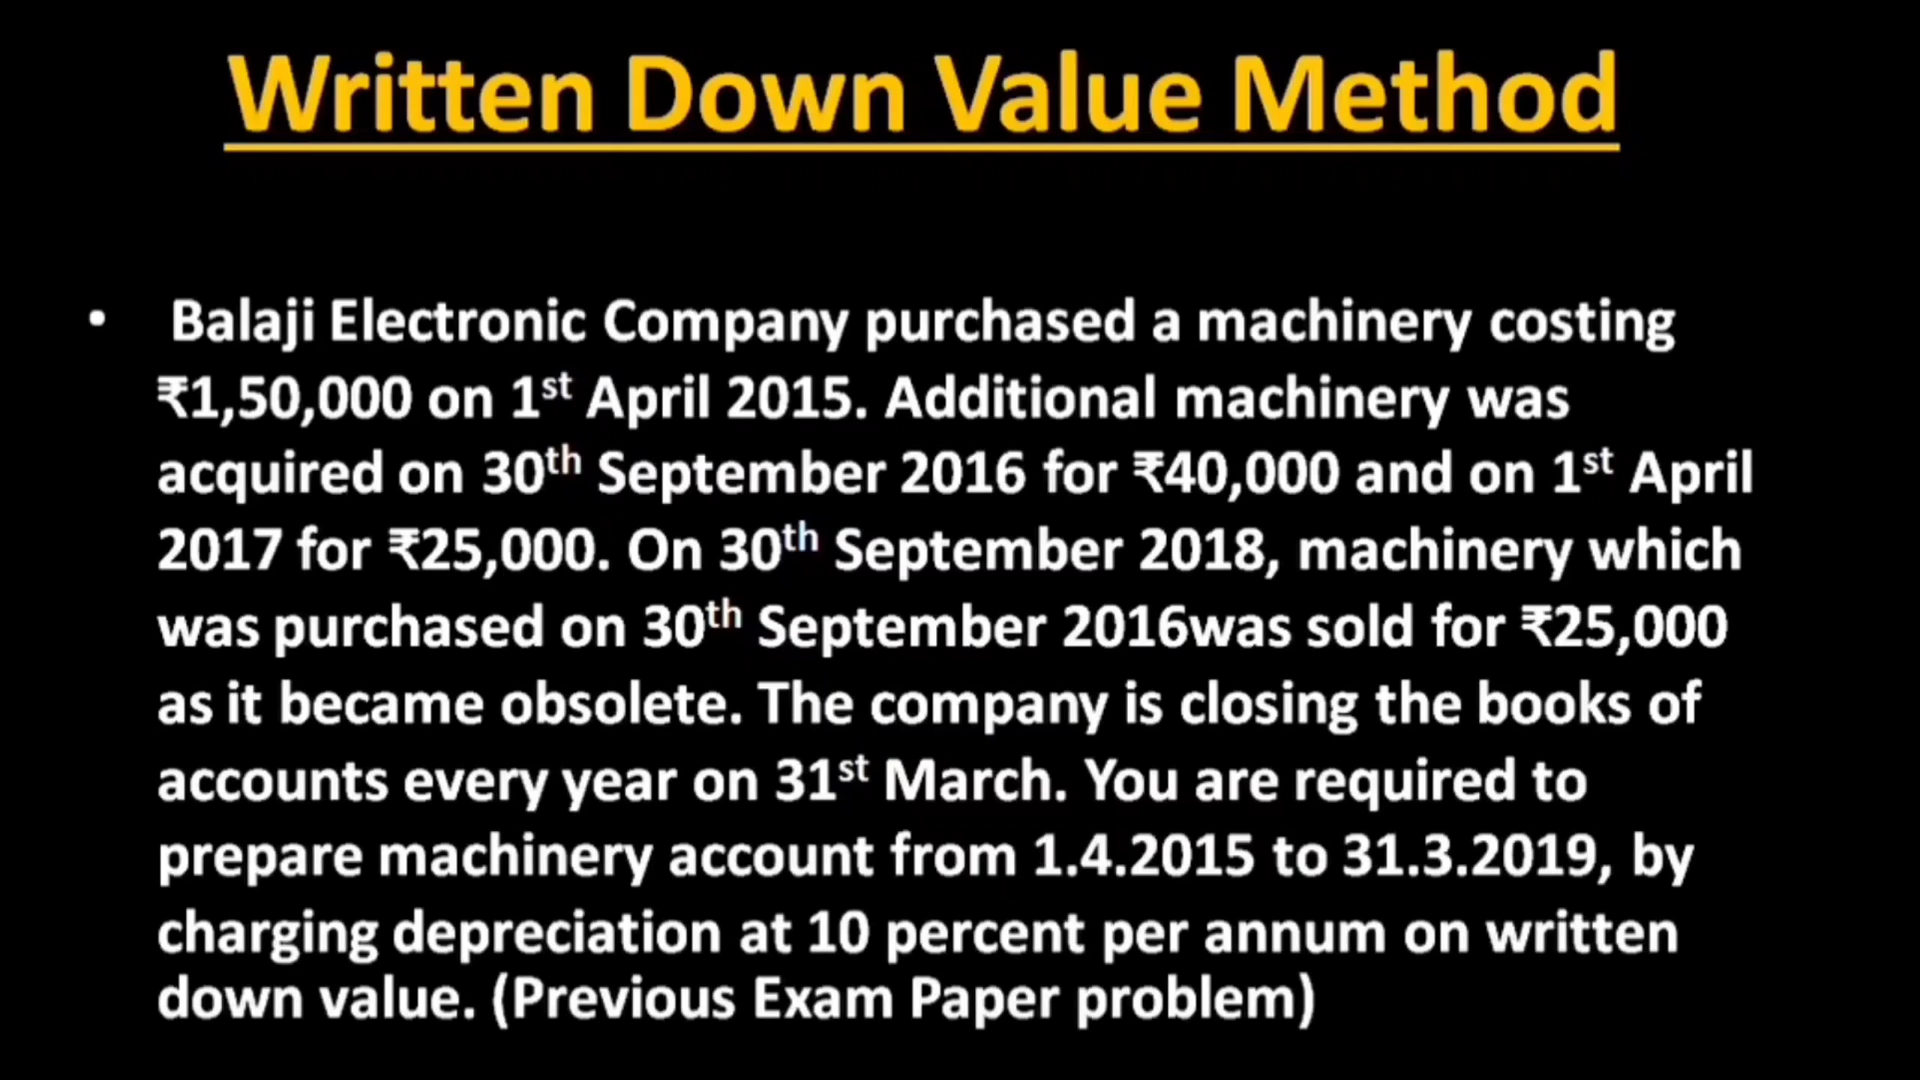 Written Down Value Method
• Balaji Electronic Company purchased a machinery costing
₹1,50,000 on 1st April 2015. Additional machinery was
acquired on 30th September 2016 for ₹40,000 and on 1st April
2017 for ₹25,000. On 30th September 2018, machinery which
was purchased on 30th September 2016was sold for ₹25,000
as it became obsolete. The company is closing the books of
accounts every year on 31st March. You are required to
prepare machinery account from 1.4.2015 to 31.3.2019, by
charging depreciation at 10 percent per annum on written
down value. (Previous Exam Paper problem)